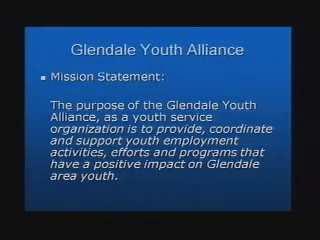 Glendale Youth Alliance
Mission Statement:
The purpose of the Glendale Youth
Alliance, as a youth service
organization is to provide, coordinate
and support youth employment
activities, efforts and programs that
have a positive impact on Glendale
area youth.